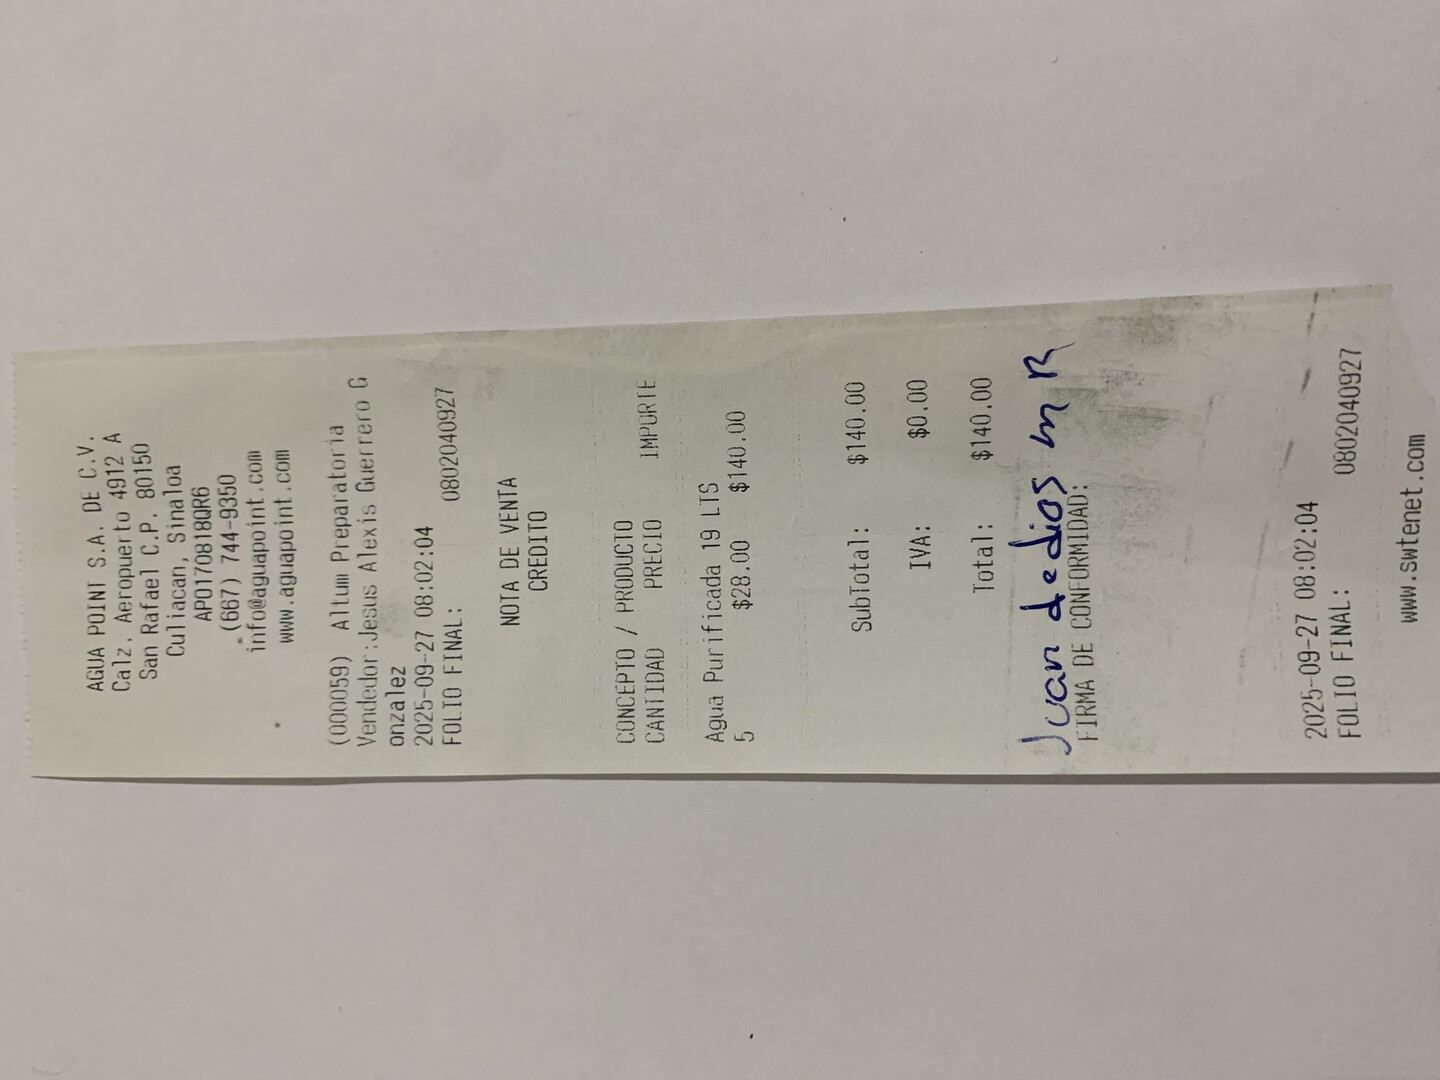 AGUA POINT S.A. DE C.V.
Calz. Aeropuerto 4912 A
San Rafael C.P. 80150
Culiacan, Sinaloa
APO170818QR6
(667) 744-9350
info@aguapoint.com
www.aguapoint.com
(000059) Altum Preparatoria
Vendedor:Jesus Alexis Guerrero G
onzalez
2025-09-27 08:02:04
FOLIO FINAL: 0802040927
NOTA DE VENTA
CREDITO
CONCEPTO / PRODUCTO
CANTIDAD PRECIO IMPORTE
Agua Purificada 19 LTS
5 $28.00 $140.00
SubTotal: $140.00
IVA: $0.00
Total: $140.00
Juan de dios m R
FIRMA DE CONFORMIDAD:
2025-09-27 08:02:04
FOLIO FINAL: 0802040927
www.swtenet.com